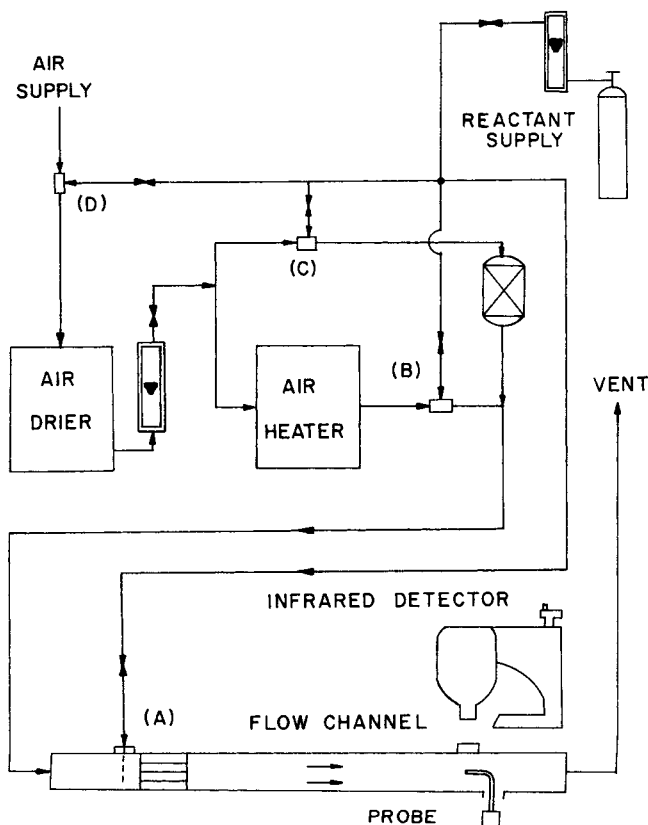 AIR
SUPPLY
REACTANT
SUPPLY
(D)
(C)
AIR
DRIER
AIR
HEATER
(B)
VENT
INFRARED DETECTOR
(A)
FLOW CHANNEL
PROBE